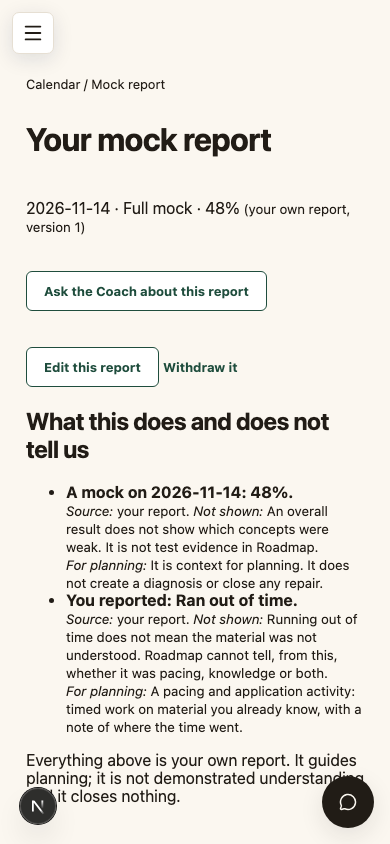 Calendar / Mock report
Your mock report
2026-11-14 · Full mock · 48% (your own report,
version 1)
Ask the Coach about this report
Edit this report Withdraw it
What this does and does not
tell us
• A mock on 2026-11-14: 48%.
Source: your report. Not shown: An overall
result does not show which concepts were
weak. It is not test evidence in Roadmap.
For planning: It is context for planning. It does
not create a diagnosis or close any repair.
• You reported: Ran out of time.
Source: your report. Not shown: Running out of
time does not mean the material was not
understood. Roadmap cannot tell, from this,
whether it was pacing, knowledge or both.
For planning: A pacing and application activity:
timed work on material you already know, with a
note of where the time went.
Everything above is your own report. It guides
planning; it is not demonstrated understanding
it closes nothing.
N